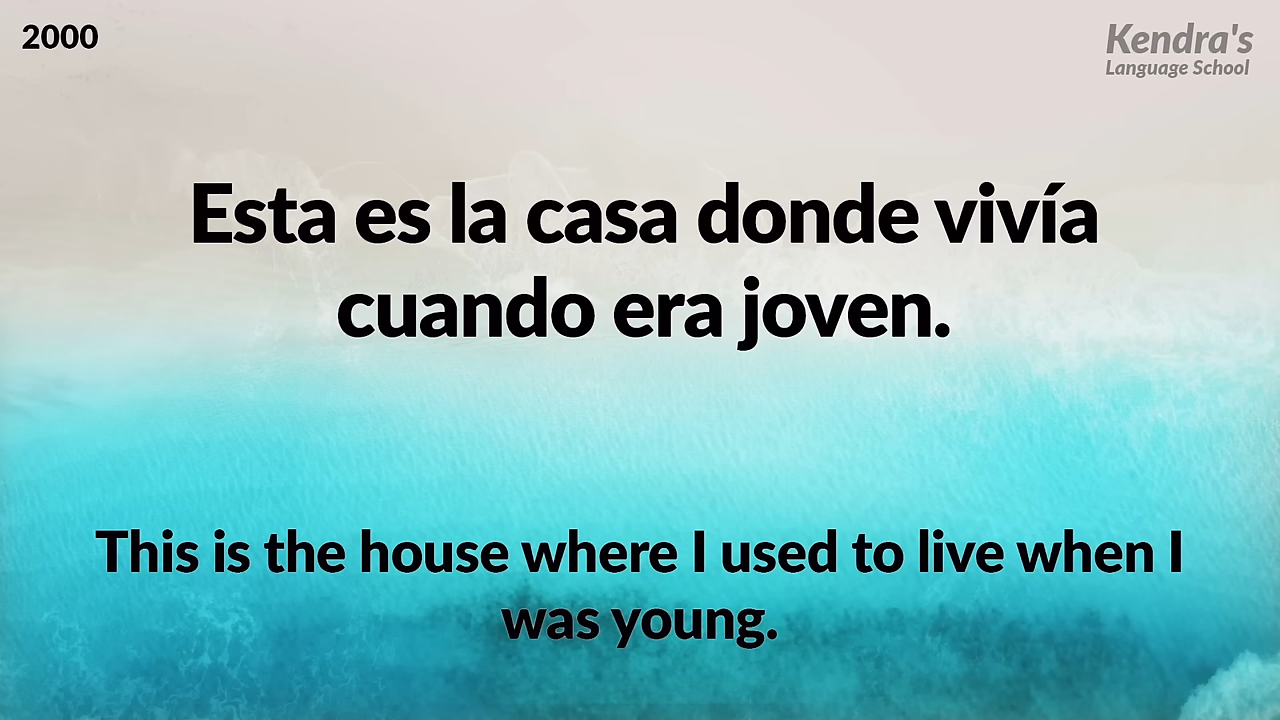 2000
Kendra's
Language School
Esta es la casa donde vivía
cuando era joven.
This is the house where I used to live when I
was young.